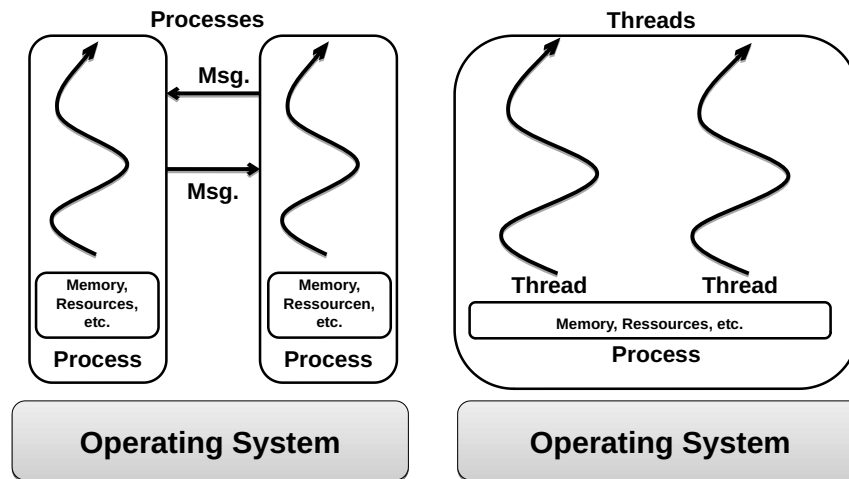 Processes
Msg.
Msg.
Memory,
Resources,
etc.
Process
Memory,
Ressourcen,
etc.
Process
Operating System
Threads
Thread
Thread
Memory, Ressources, etc.
Process
Operating System